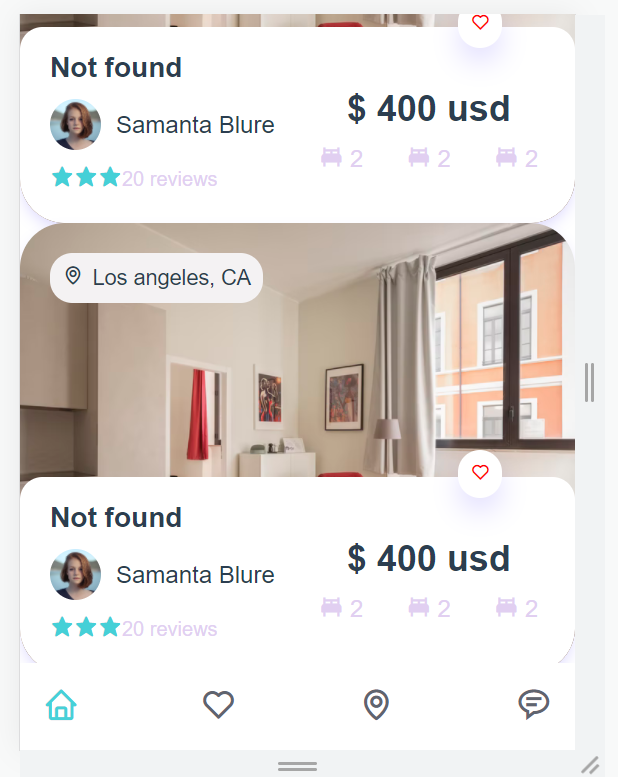 Not found
Samanta Blure
$ 400 usd
2 2 2
20 reviews
Los angeles, CA
Not found
Samanta Blure
$ 400 usd
2 2 2
20 reviews